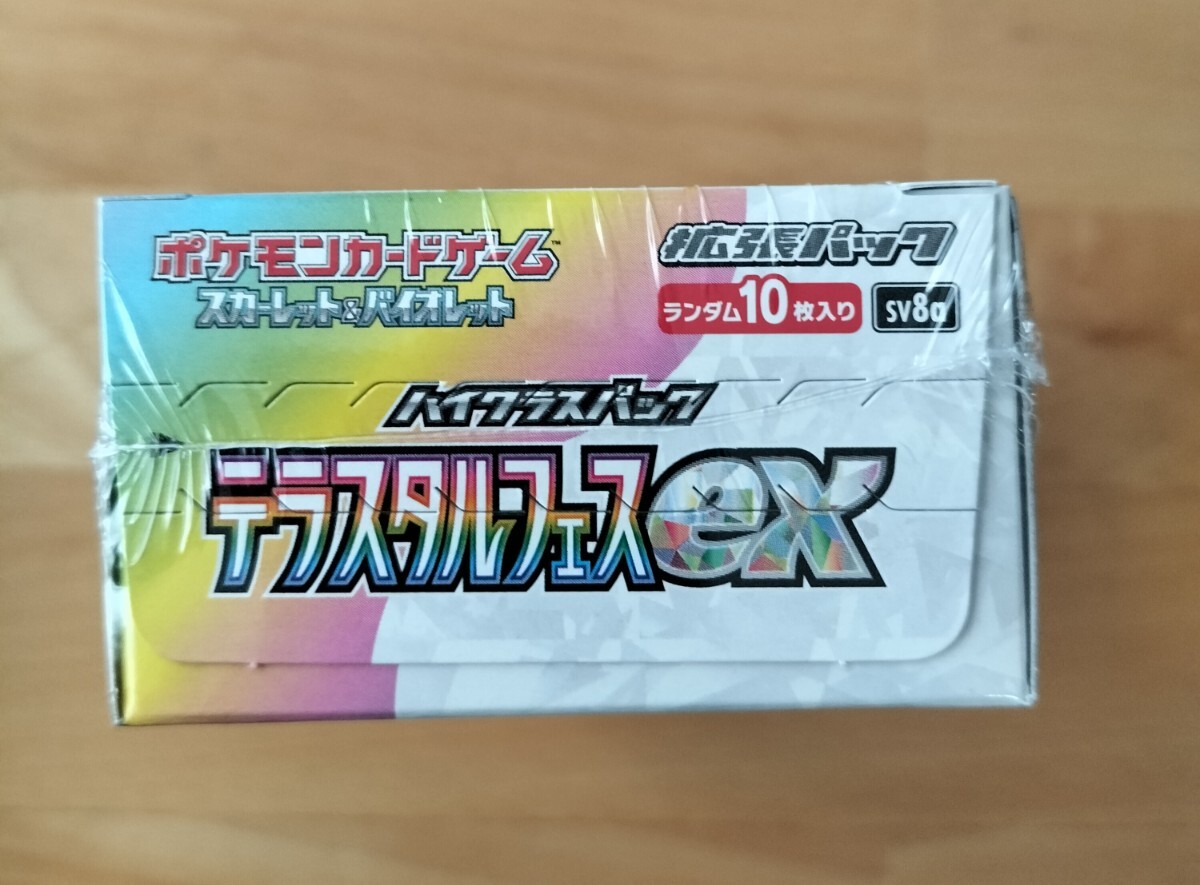 ポケモンカードゲーム™
スカーレット&バイオレット
拡張パック
ランダム10枚入り SV8a
ハイクラスパック
テラスタルフェスex